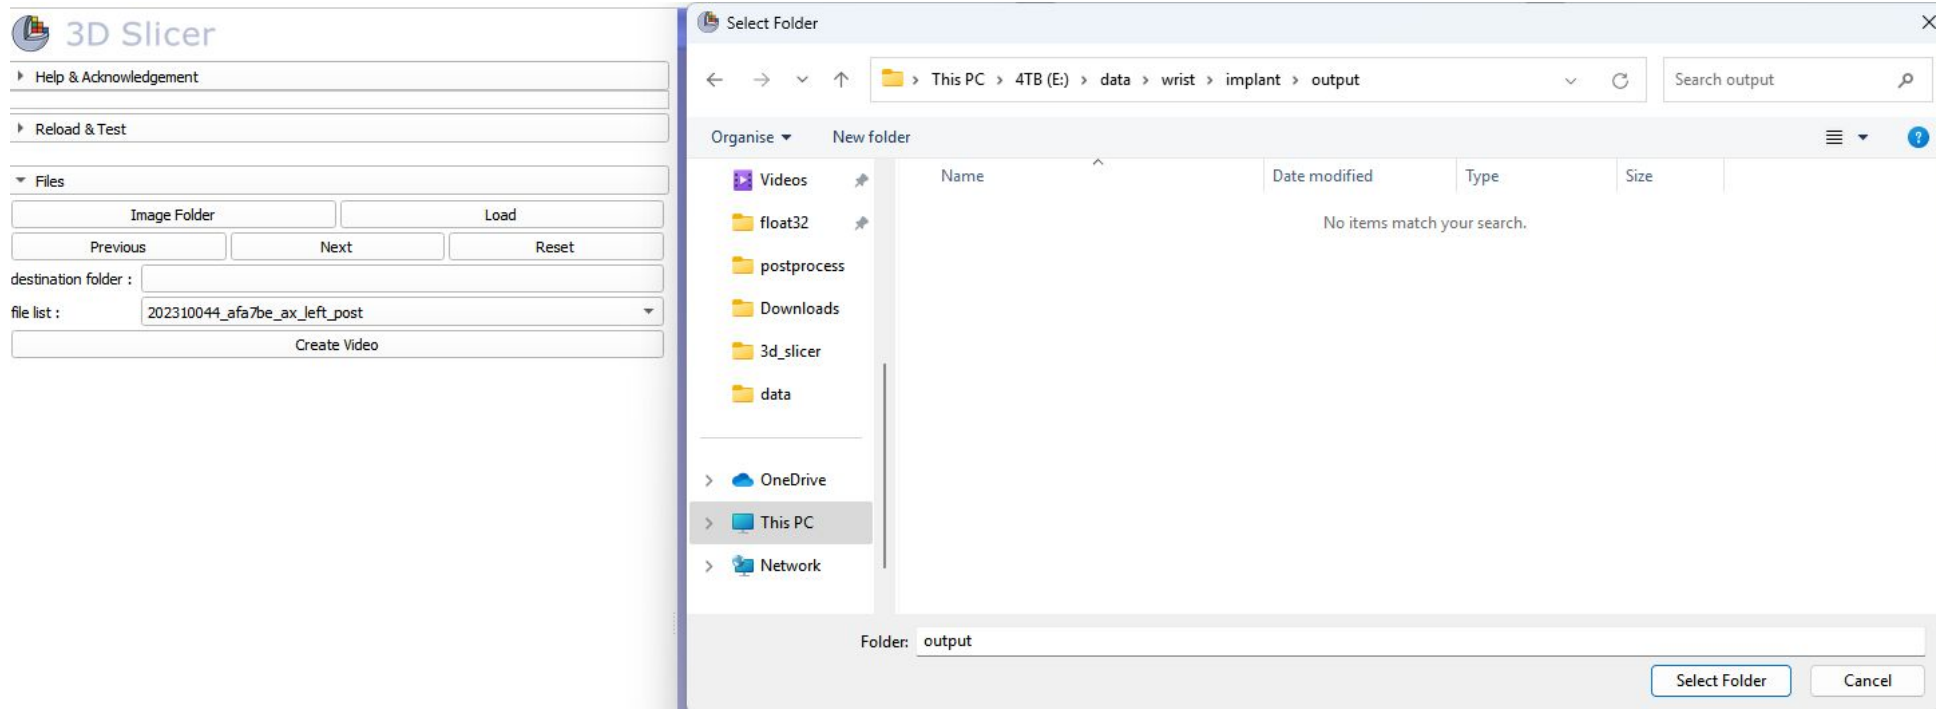 3D Slicer
Help & Acknowledgement
Reload & Test
Files
Image Folder Load
Previous Next Reset
destination folder :
file list : 202310044_afa7be_ax_left_post
Create Video
Select Folder
This PC > 4TB (E:) > data > wrist > implant > output
Search output
Organise New folder
Name Date modified Type Size
No items match your search.
Videos
float32
postprocess
Downloads
3d_slicer
data
OneDrive
This PC
Network
Folder: output
Select Folder Cancel